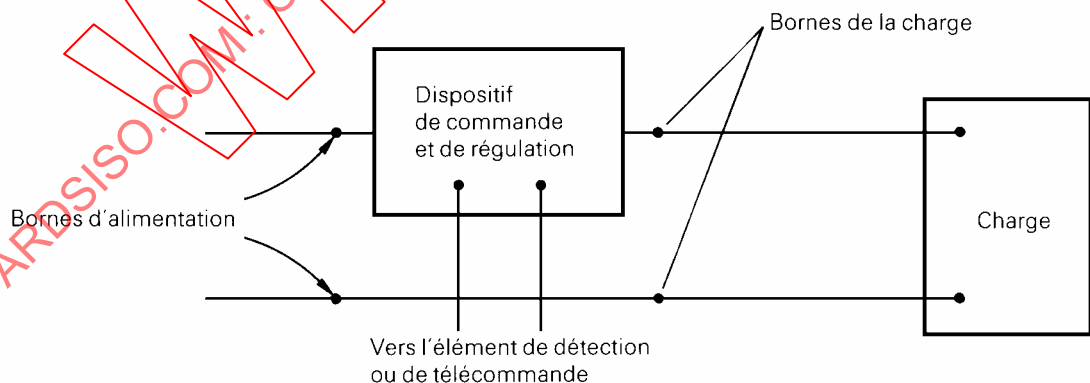 Bornes de la charge
Dispositif
de commande
et de régulation
Bornes d'alimentation
Charge
Vers l'élément de détection
ou de télécommande
ARDSISO.COM: